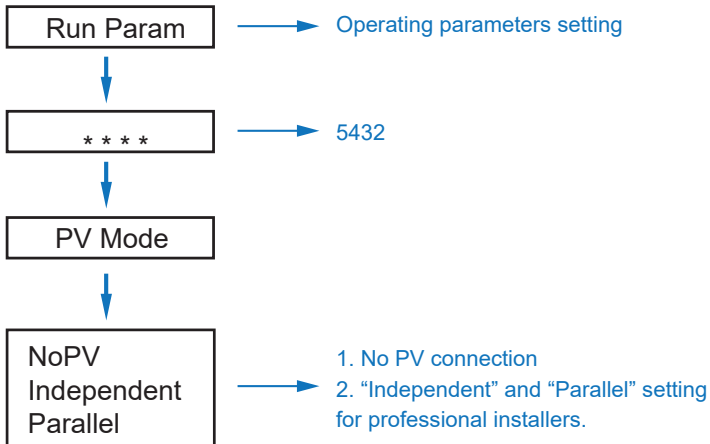 Run Param
Operating parameters setting
* * * *
5432
PV Mode
NoPV
Independent
Parallel
1. No PV connection
2. “Independent” and “Parallel” setting
for professional installers.